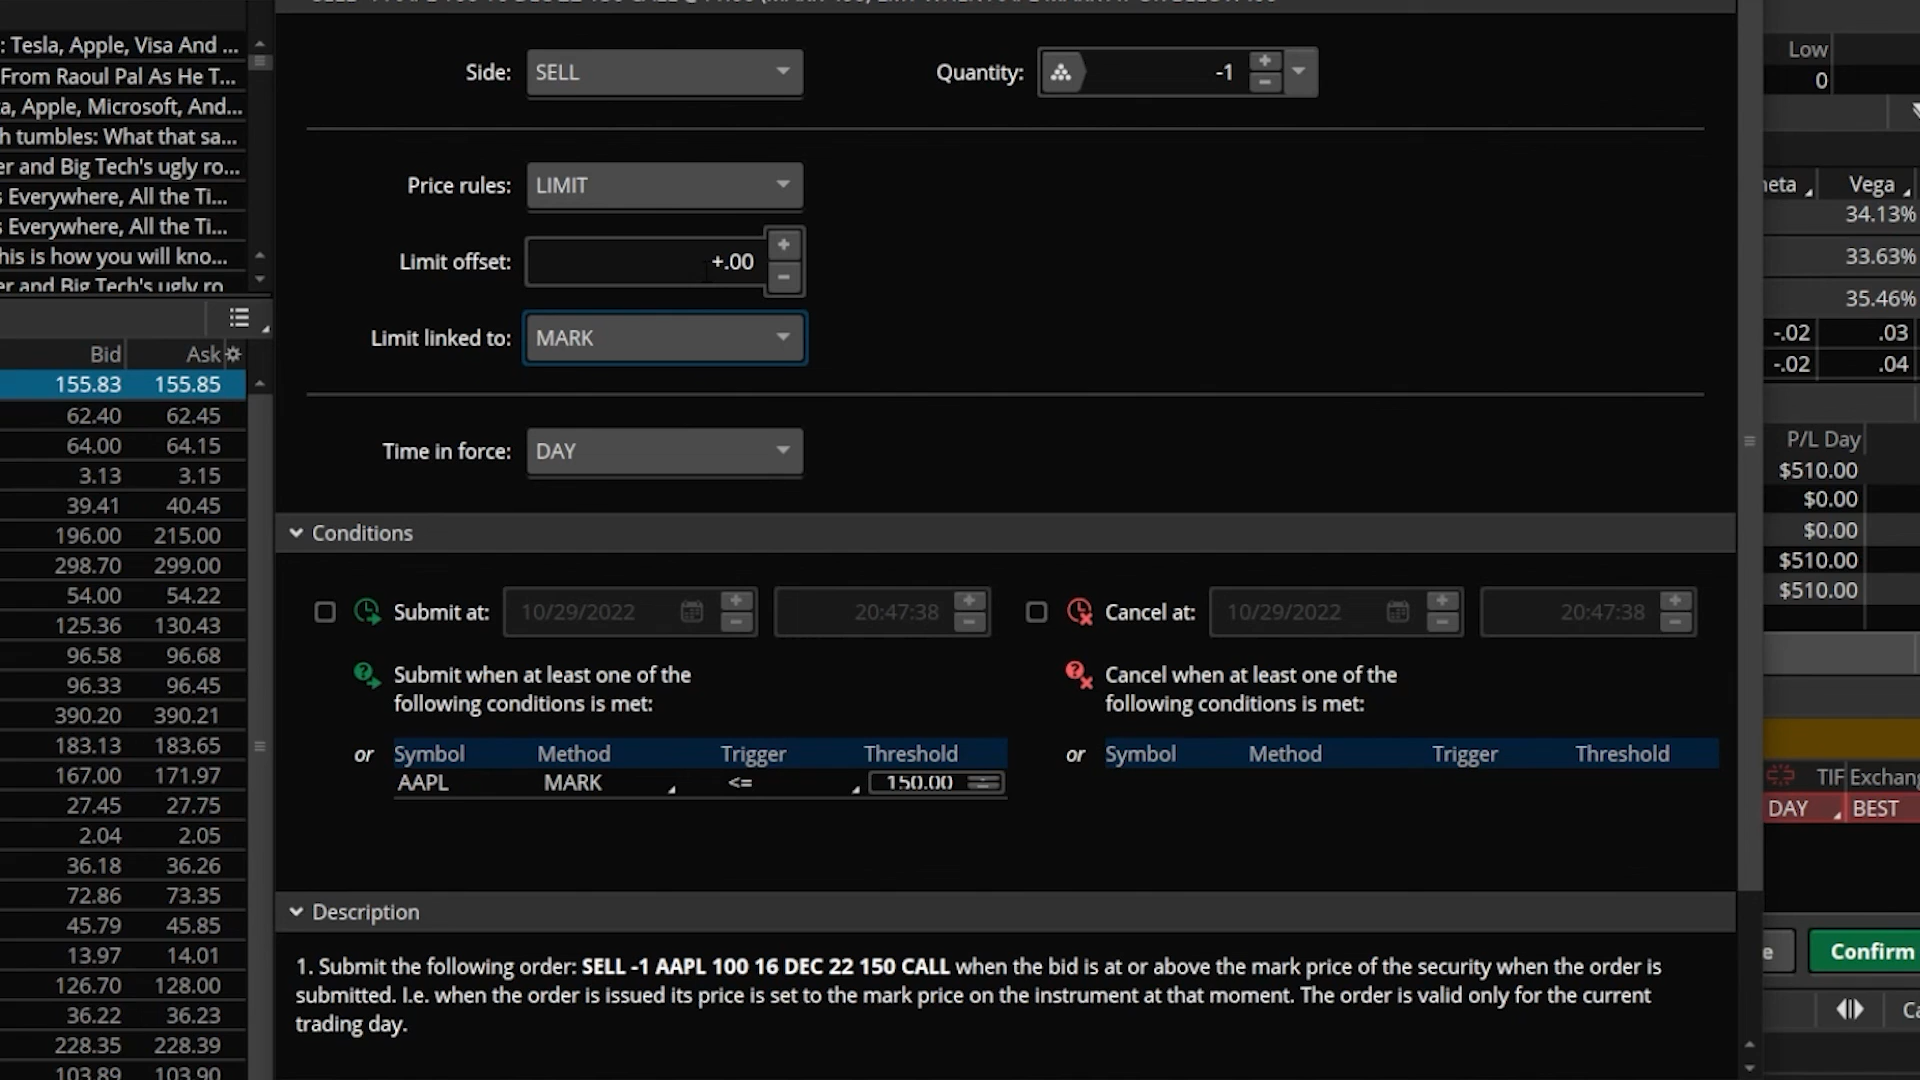 : Tesla, Apple, Visa And ...
From Raoul Pal As He T...
a, Apple, Microsoft, And...
h tumbles: What that sa...
er and Big Tech's ugly ro...
s Everywhere, All the Ti...
s Everywhere, All the Ti...
his is how you will kno...
er and Big Tech's ugly ro
Bid Ask
155.83 155.85
62.40 62.45
64.00 64.15
3.13 3.15
39.41 40.45
196.00 215.00
298.70 299.00
54.00 54.22
125.36 130.43
96.58 96.68
96.33 96.45
390.20 390.21
183.13 183.65
167.00 171.97
27.45 27.75
2.04 2.05
36.18 36.26
72.86 73.35
45.79 45.85
13.97 14.01
126.70 128.00
36.22 36.23
228.35 228.39
103.89 103.90
Side: SELL Quantity: -1
Price rules: LIMIT
Limit offset: +.00
Limit linked to: MARK
Time in force: DAY
Conditions
Submit at: 10/29/2022 20:47:38 Cancel at: 10/29/2022 20:47:38
Submit when at least one of the
following conditions is met:
Cancel when at least one of the
following conditions is met:
or Symbol Method Trigger Threshold
AAPL MARK <= 150.00
or Symbol Method Trigger Threshold
Description
1. Submit the following order: SELL -1 AAPL 100 16 DEC 22 150 CALL when the bid is at or above the mark price of the security when the order is
submitted. I.e. when the order is issued its price is set to the mark price on the instrument at that moment. The order is valid only for the current
trading day.
Low
0
heta Vega
34.13%
33.63%
35.46%
-.02 .03
-.02 .04
P/L Day
$510.00
$0.00
$0.00
$510.00
$510.00
TIF Exchang
DAY BEST
e Confirm
Ca